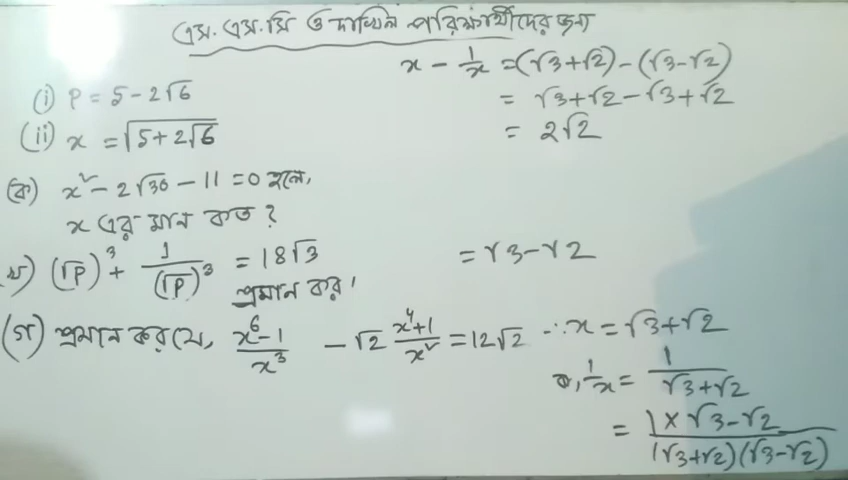 এস. এস. সি ও দাখিল পরিক্ষার্থীদের জন্য
(i) P = 5 - 2√6
(ii) x = √(5 + 2√6)
(ক) x² - 2√30 - 11 = 0 হলে,
x এর মান কত?
(খ) (√P)³ + 1/(√P)³ = 18√3
প্রমান কর।
(গ) প্রমান কর যে, (x⁶ - 1)/x³ - √2 (x⁴ + 1)/x² = 12√2
x - 1/x = (√3 + √2) - (√3 - √2)
= √3 + √2 - √3 + √2
= 2√2
= √3 - √2
∴ x = √3 + √2
বা, 1/x = 1/(√3 + √2)
= (1 × √3 - √2)/((√3 + √2)(√3 - √2))